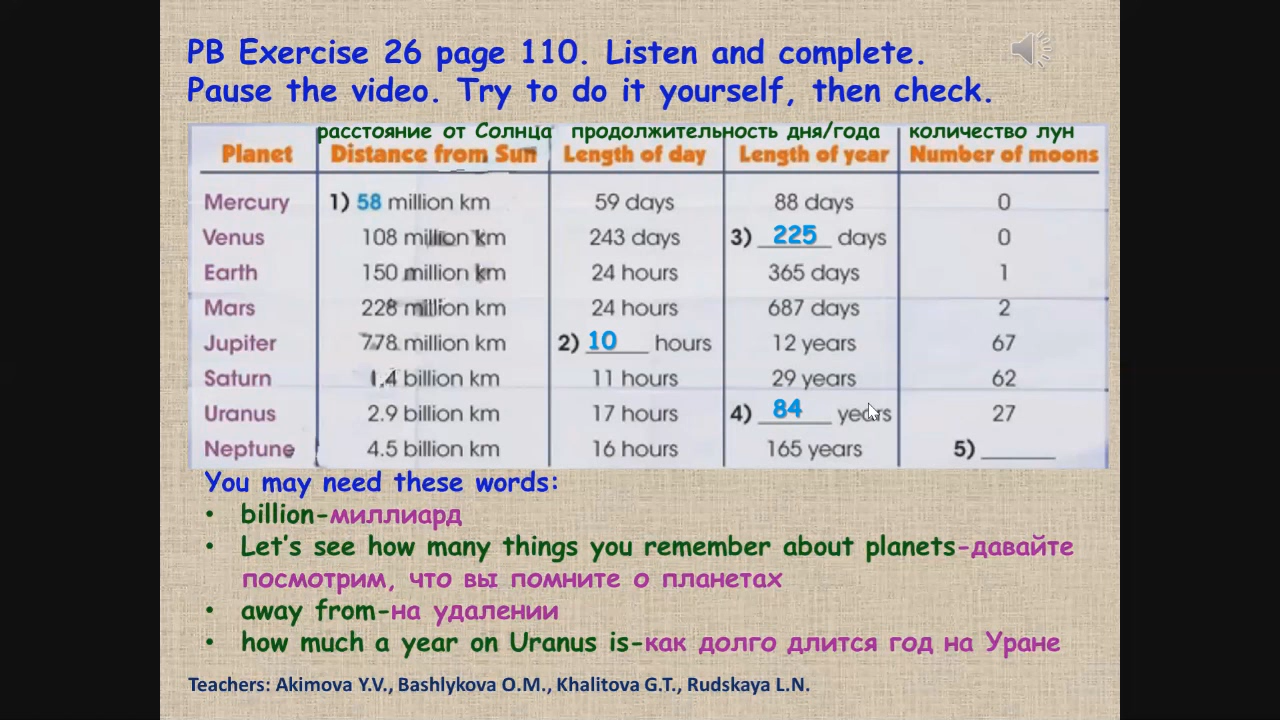 PB Exercise 26 page 110. Listen and complete.
Pause the video. Try to do it yourself, then check.
расстояние от Солнца продолжительность дня/года количество лун
Planet Distance from Sun Length of day Length of year Number of moons
Mercury 1) 58 million km 59 days 88 days 0
Venus 108 million km 243 days 3) 225 days 0
Earth 150 million km 24 hours 365 days 1
Mars 228 million km 24 hours 687 days 2
Jupiter 778 million km 2) 10 hours 12 years 67
Saturn 1.4 billion km 11 hours 29 years 62
Uranus 2.9 billion km 17 hours 4) 84 years 27
Neptune 4.5 billion km 16 hours 165 years 5) ______
You may need these words:
• billion-миллиард
• Let's see how many things you remember about planets-давайте
посмотрим, что вы помните о планетах
• away from-на удалении
• how much a year on Uranus is-как долго длится год на Уране
Teachers: Akimova Y.V., Bashlykova O.M., Khalitova G.T., Rudskaya L.N.